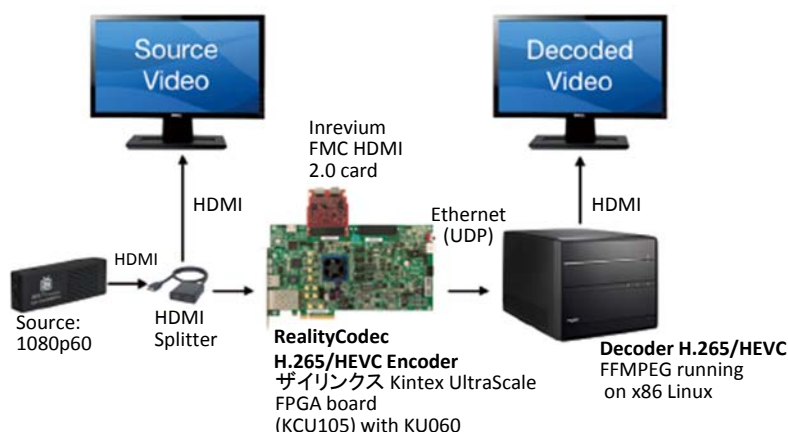 Source
Video
Decoded
Video
Inrevium
FMC HDMI
2.0 card
HDMI
Ethernet
(UDP)
HDMI
HDMI
Source:
1080p60
HDMI
Splitter
RealityCodec
H.265/HEVC Encoder
ザイリンクス Kintex UltraScale
FPGA board
(KCU105) with KU060
Decoder H.265/HEVC
FFMPEG running
on x86 Linux